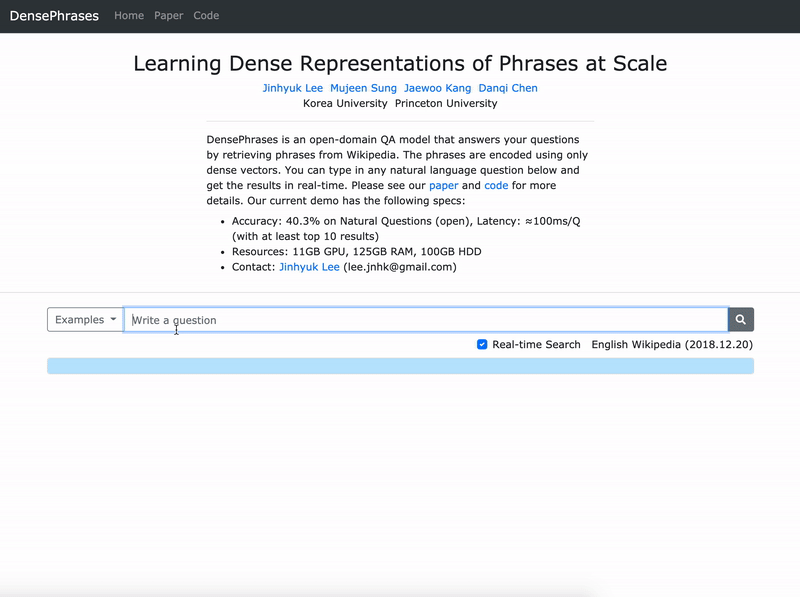 DensePhrases Home Paper Code
Learning Dense Representations of Phrases at Scale
Jinhyuk Lee Mujeen Sung Jaewoo Kang Danqi Chen
Korea University Princeton University
DensePhrases is an open-domain QA model that answers your questions
by retrieving phrases from Wikipedia. The phrases are encoded using only
dense vectors. You can type in any natural language question below and
get the results in real-time. Please see our paper and code for more
details. Our current demo has the following specs:
• Accuracy: 40.3% on Natural Questions (open), Latency: ≈100ms/Q
(with at least top 10 results)
• Resources: 11GB GPU, 125GB RAM, 100GB HDD
• Contact: Jinhyuk Lee (lee.jnhk@gmail.com)
Examples Write a question
Real-time Search English Wikipedia (2018.12.20)